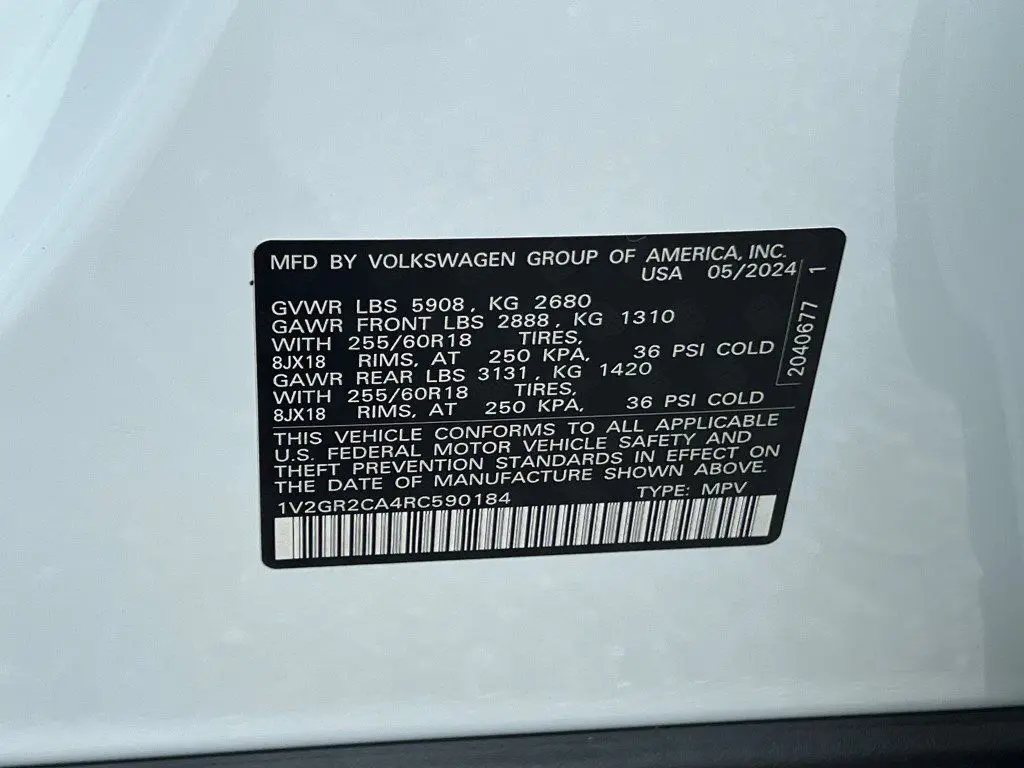 MFD BY VOLKSWAGEN GROUP OF AMERICA, INC.
USA 05/2024
GVWR LBS 5908, KG 2680
GAWR FRONT LBS 2888, KG 1310
WITH 255/60R18 TIRES,
8JX18 RIMS, AT 250 KPA, 36 PSI COLD
GAWR REAR LBS 3131, KG 1420
WITH 255/60R18 TIRES,
8JX18 RIMS, AT 250 KPA, 36 PSI COLD
THIS VEHICLE CONFORMS TO ALL APPLICABLE
U.S. FEDERAL MOTOR VEHICLE SAFETY AND
THEFT PREVENTION STANDARDS IN EFFECT ON
THE DATE OF MANUFACTURE SHOWN ABOVE.
1V2GR2CA4RC590184 TYPE: MPV
2040677 1